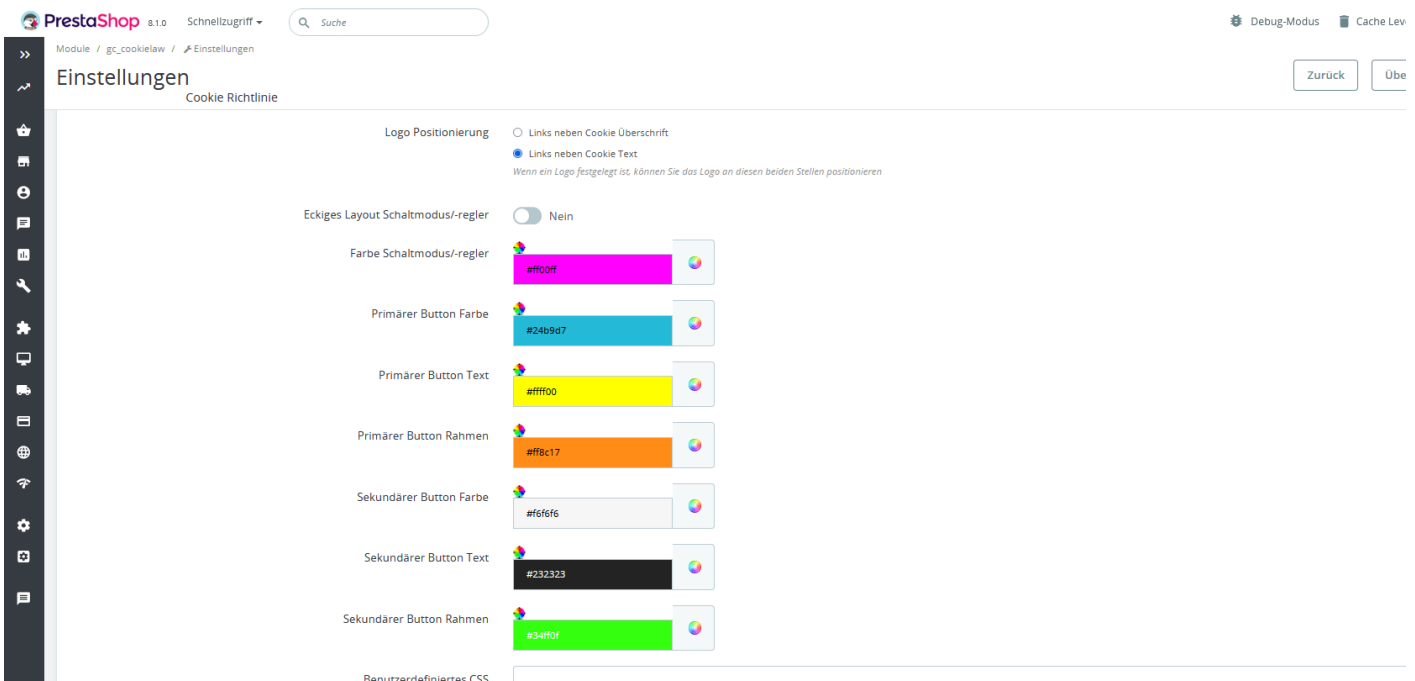 PrestaShop 8.1.0 Schnellzugriff Suche Debug-Modus Cache Leve
Module / gc_cookielaw / Einstellungen
Einstellungen
Zurück Übe
Cookie Richtlinie
Logo Positionierung Links neben Cookie Überschrift
Links neben Cookie Text
Wenn ein Logo festgelegt ist, können Sie das Logo an diesen beiden Stellen positionieren
Eckiges Layout Schaltmodus/-regler Nein
Farbe Schaltmodus/-regler
#ff00ff
Primärer Button Farbe
#24b9d7
Primärer Button Text
#ffff00
Primärer Button Rahmen
#ff8c17
Sekundärer Button Farbe
#f6f6f6
Sekundärer Button Text
#232323
Sekundärer Button Rahmen
#34ff0f
Benutzerdefiniertes CSS